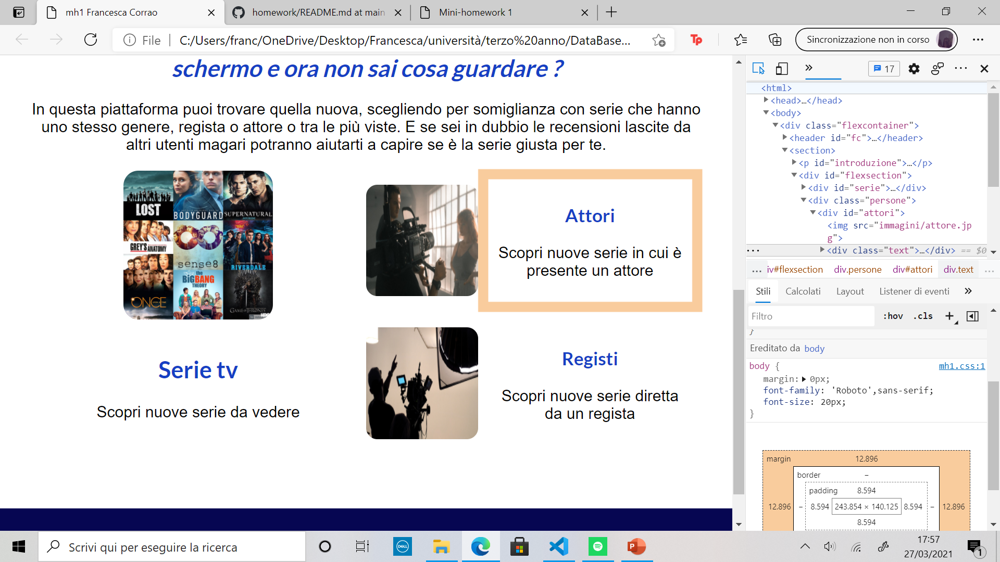 mh1 Francesca Corrao
homework/README.md at main
Mini-homework 1
File
C:/Users/franc/OneDrive/Desktop/Francesca/università/terzo%20anno/DataBase...
Tp
Sincronizzazione non in corso
schermo e ora non sai cosa guardare ?
In questa piattaforma puoi trovare quella nuova, scegliendo per somiglianza con serie che hanno
uno stesso genere, regista o attore o tra le più viste. E se sei in dubbio le recensioni lascite da
altri utenti magari potranno aiutarti a capire se è la serie giusta per te.
LOST
BODYGUARD
SUPERNATURAL
GREY'S ANATOMY
sense8
RIVERDALE
ONCE
the
BIGBANG
THEORY
GAME OF THRONES
HBO
Serie tv
Scopri nuove serie da vedere
Attori
Scopri nuove serie in cui è
presente un attore
Registi
Scopri nuove serie diretta
da un regista
17
<html>
<head>…</head>
<body>
<div class="flexcontainer">
<header id="fc">…</header>
<section>
<p id="introduzione">…</p>
<div id="flexsection">
<div id="serie">…</div>
<div class="persone">
<div id="attori">
<img src="immagini/attore.jp
g">
<div class="text">…</div> == $0
... iv#flexsection div.persone div#attori div.text ...
Stili Calcolati Layout Listener di eventi
Filtro :hov .cls
}
Ereditato da body
body { mh1.css:1
margin: 0px;
font-family: 'Roboto',sans-serif;
font-size: 20px;
}
margin 12.896
border –
padding 8.594
12.896 – 8.594 243.854 × 140.125 8.594 – 12.896
8.594
Scrivi qui per eseguire la ricerca
DELL
P
17:57
27/03/2021
1